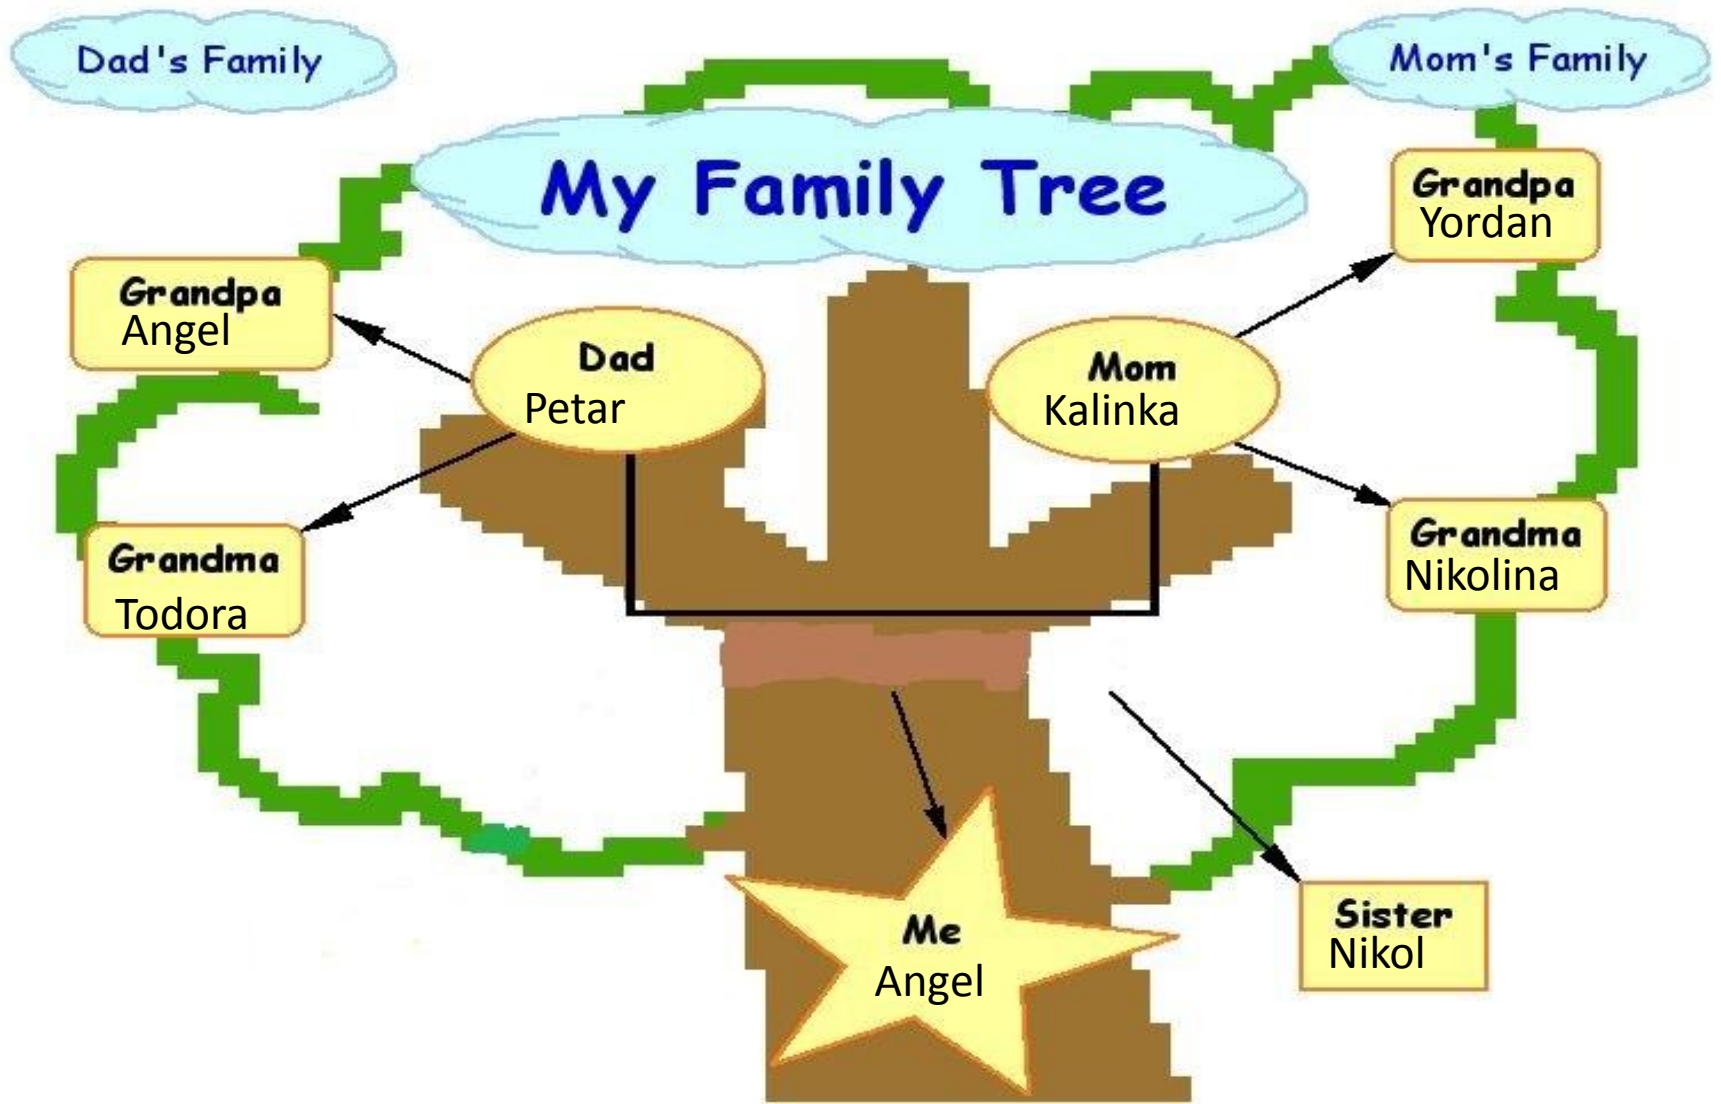 Dad's Family
Mom's Family
My Family Tree
Grandpa
Yordan
Grandpa
Angel
Dad
Petar
Mom
Kalinka
Grandma
Todora
Grandma
Nikolina
Me
Angel
Sister
Nikol